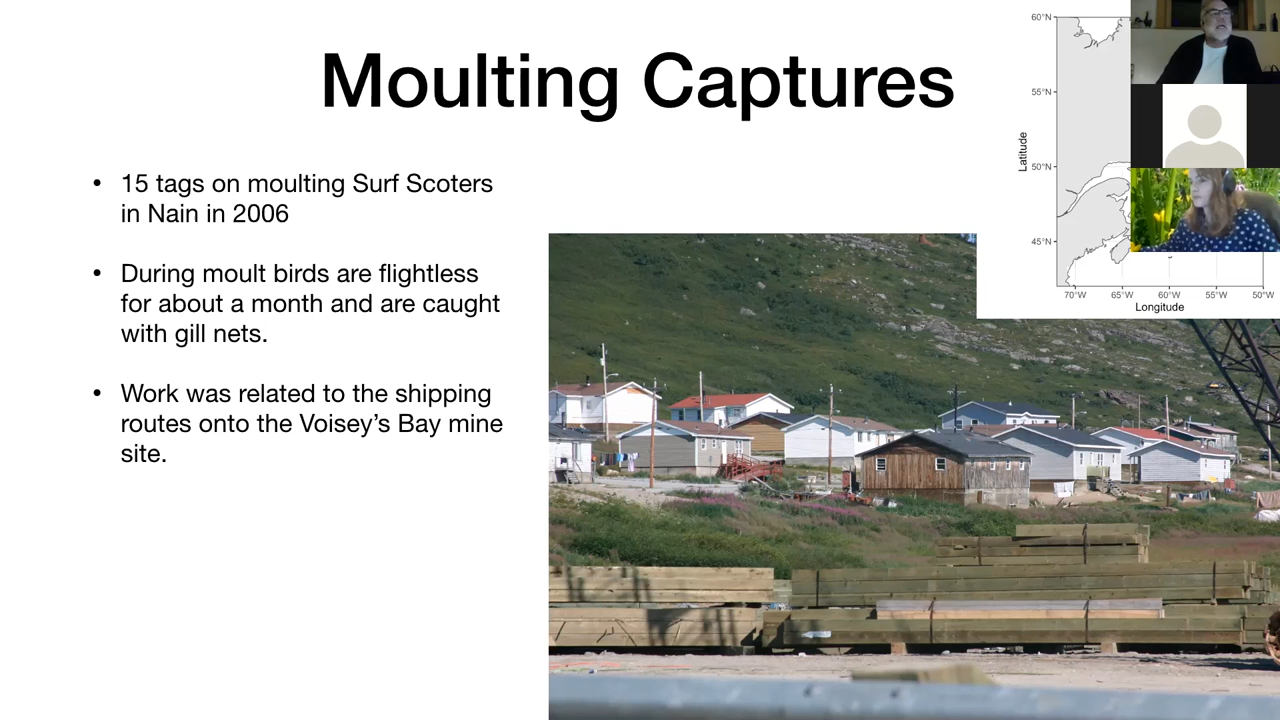 Moulting Captures
• 15 tags on moulting Surf Scoters
in Nain in 2006
• During moult birds are flightless
for about a month and are caught
with gill nets.
• Work was related to the shipping
routes onto the Voisey’s Bay mine
site.
60°N
55°N
50°N
45°N
Latitude
70°W 65°W 60°W 55°W 50°W
Longitude